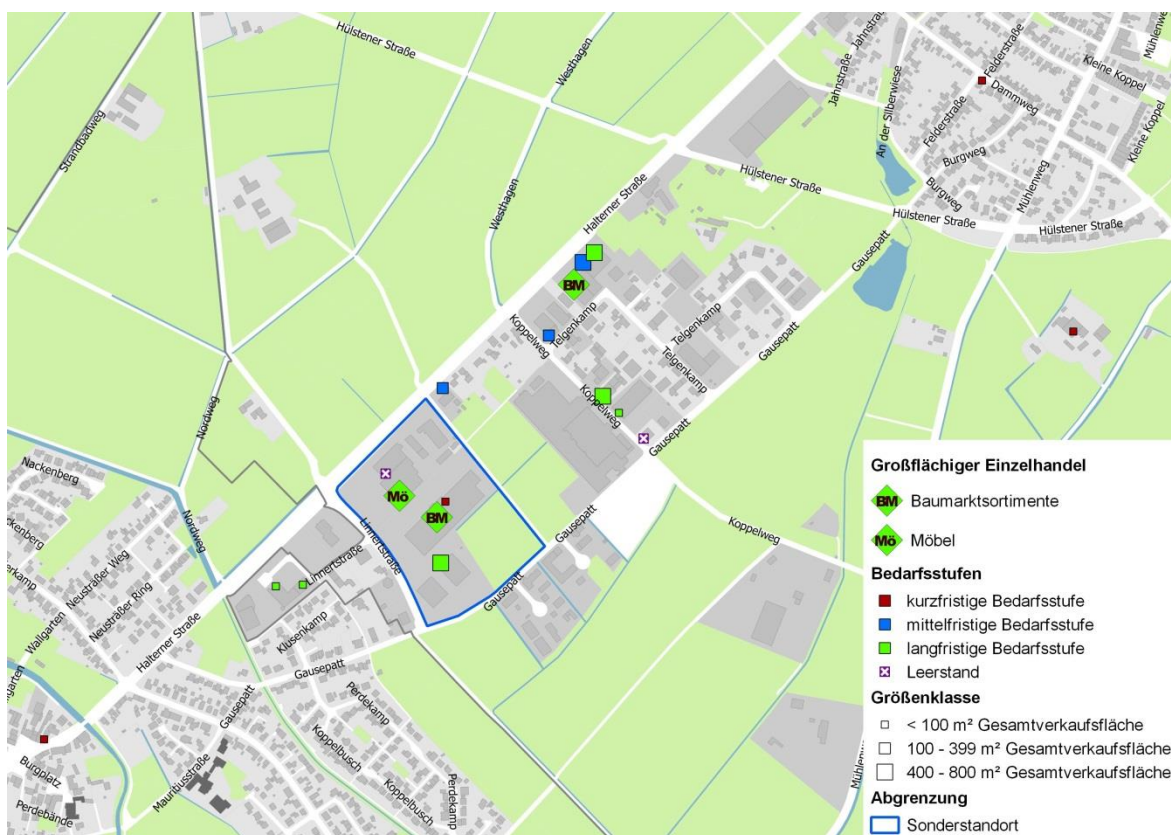 Hülstener Straße
Westhagen
Jahnstraße
Mühlenweg
Felderstraße
Kleine Koppel
Strandbadweg
Jahnstraße
An der Silberwiese
Dammweg
Felderstraße
Burgweg
Kleine Koppel
Westhagen
Halterner Straße
Hülstener Straße
Burgweg
Mühlenweg
Hülstener Straße
Hülstener Straße
Gausepatt
BM
Telgenkamp
Koppelweg
Telgenkamp
Telgenkamp
Gausepatt
Nordweg
Koppelweg
Gausepatt
Nackenberg
Mö
BM
Nordweg
Linnertstraße
Gausepatt
Koppelweg
Neustraßer Weg
Neustraßer Ring
Linnertstraße
Wallgarten
Halterner Straße
Klusenkamp
Gausepatt
Gausepatt
Perdekamp
Gausepatt
Koppelbusch
Mauritiusstraße
Perdekamp
Koppelbusch
Burgplatz
Perdebände
Großflächiger Einzelhandel
BM Baumarktsortimente
Mö Möbel
Bedarfsstufen
kurzfristige Bedarfsstufe
mittelfristige Bedarfsstufe
langfristige Bedarfsstufe
Leerstand
Größenklasse
< 100 m² Gesamtverkaufsfläche
100 - 399 m² Gesamtverkaufsfläche
400 - 800 m² Gesamtverkaufsfläche
Abgrenzung
Sonderstandort